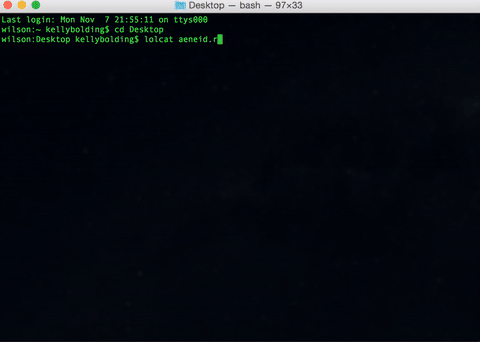 Desktop — bash — 97×33
Last login: Mon Nov  7 21:55:11 on ttys000
wilson:~ kellybolding$ cd Desktop
wilson:Desktop kellybolding$ lolcat aeneid.r